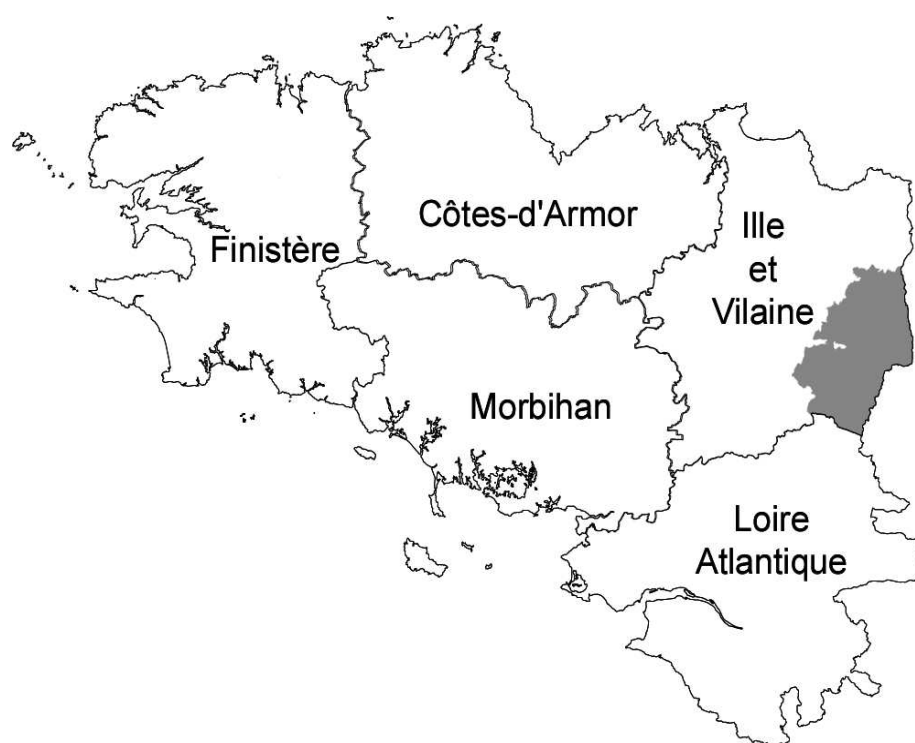 Côtes-d'Armor
Finistère
Ille
et
Vilaine
Morbihan
Loire
Atlantique